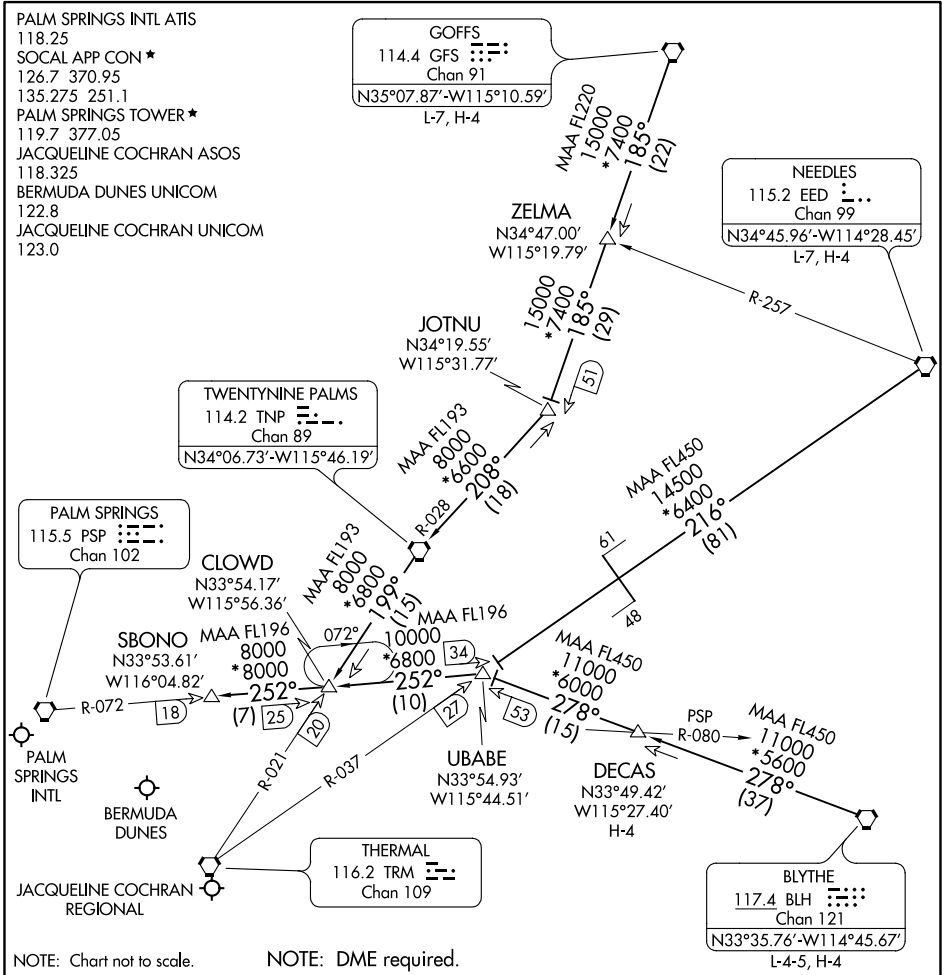 PALM SPRINGS INTL ATIS
118.25
SOCAL APP CON ★
126.7 370.95
135.275 251.1
PALM SPRINGS TOWER ★
119.7 377.05
JACQUELINE COCHRAN ASOS
118.325
BERMUDA DUNES UNICOM
122.8
JACQUELINE COCHRAN UNICOM
123.0
GOFFS
114.4 GFS
Chan 91
N35°07.87'-W115°10.59'
L-7, H-4
MAA FL220
15000
*7400
185°
(22)
NEEDLES
115.2 EED
Chan 99
N34°45.96'-W114°28.45'
L-7, H-4
ZELMA
N34°47.00'
W115°19.79'
R-257
15000
*7400
185°
(29)
JOTNU
N34°19.55'
W115°31.77'
51
TWENTYNINE PALMS
114.2 TNP
Chan 89
N34°06.73'-W115°46.19'
MAA FL193
8000
*6600
208°
(18)
R-028
MAA FL450
14500
*6400
216°
(81)
61
48
PALM SPRINGS
115.5 PSP
Chan 102
CLOWD
N33°54.17'
W115°56.36'
MAA FL193
8000
*6800
199°
(15)
SBONO
N33°53.61'
W116°04.82'
MAA FL196
8000
*8000
252°
(7)
072°
MAA FL196
10000
*6800
252°
(10)
34
R-072
18
25
20
27
53
R-021
R-037
UBABE
N33°54.93'
W115°44.51'
MAA FL450
11000
*6000
278°
(15)
DECAS
N33°49.42'
W115°27.40'
H-4
PSP
R-080
MAA FL450
11000
*5600
278°
(37)
PALM
SPRINGS
INTL
BERMUDA
DUNES
JACQUELINE COCHRAN
REGIONAL
THERMAL
116.2 TRM
Chan 109
BLYTHE
117.4 BLH
Chan 121
N33°35.76'-W114°45.67'
L-4-5, H-4
NOTE: Chart not to scale.
NOTE: DME required.